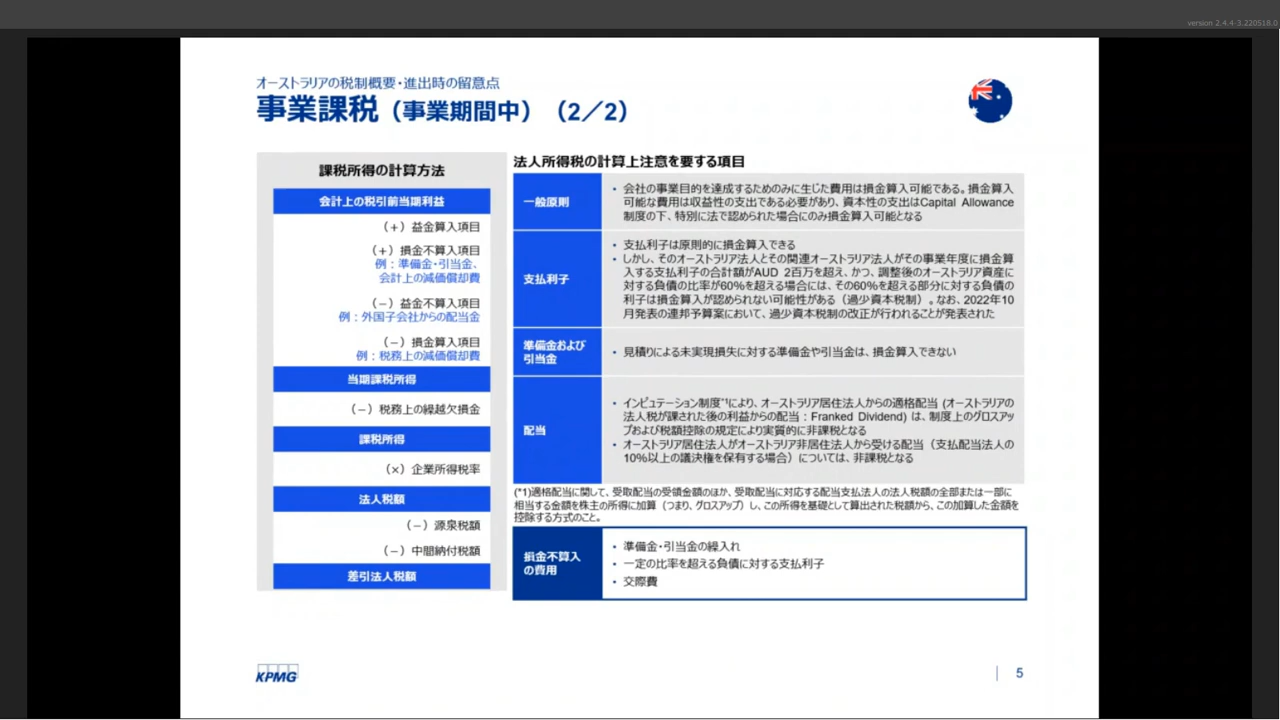 version 2.4.4-3.220518.0
オーストラリアの税制概要・進出時の留意点
事業課税（事業期間中）（2／2）
課税所得の計算方法
会計上の税引前当期利益
（+）益金算入項目
（+）損金不算入項目
例：準備金・引当金、
会計上の減価償却費
（−）益金不算入項目
例：外国子会社からの配当金
（−）損金算入項目
例：税務上の減価償却費
当期課税所得
（−）税務上の繰越欠損金
課税所得
（×）企業所得税率
法人税額
（−）源泉税額
（−）中間納付税額
差引法人税額
法人所得税の計算上注意を要する項目
一般原則
• 会社の事業目的を達成するためのみに生じた費用は損金算入可能である。損金算入
可能な費用は収益性の支出である必要があり、資本性の支出はCapital Allowance
制度の下、特別に法で認められた場合にのみ損金算入可能となる
支払利子
• 支払利子は原則的に損金算入できる
• しかし、そのオーストラリア法人とその関連オーストラリア法人がその事業年度に損金算
入する支払利子の合計額がAUD 2百万を超え、かつ、調整後のオーストラリア資産に
対する負債の比率が60%を超える場合には、その60%を超える部分に対する負債の
利子は損金算入が認められない可能性がある（過少資本税制）。なお、2022年10
月発表の連邦予算案において、過少資本税制の改正が行われることが発表された
準備金および
引当金
• 見積りによる未実現損失に対する準備金や引当金は、損金算入できない
配当
• インピュテーション制度*1により、オーストラリア居住法人からの適格配当 (オーストラリアの
法人税が課された後の利益からの配当：Franked Dividend) は、制度上のグロスアッ
プおよび税額控除の規定により実質的に非課税となる
• オーストラリア居住法人がオーストラリア非居住法人から受ける配当（支払配当法人の
10%以上の議決権を保有する場合）については、非課税となる
(*1)適格配当に関して、受取配当の受領金額のほか、受取配当に対応する配当支払法人の法人税額の全部または一部に
相当する金額を株主の所得に加算（つまり、グロスアップ）し、この所得を基礎として算出された税額から、この加算した金額を
控除する方式のこと。
損金不算入
の費用
• 準備金・引当金の繰入れ
• 一定の比率を超える負債に対する支払利子
• 交際費
KPMG
5